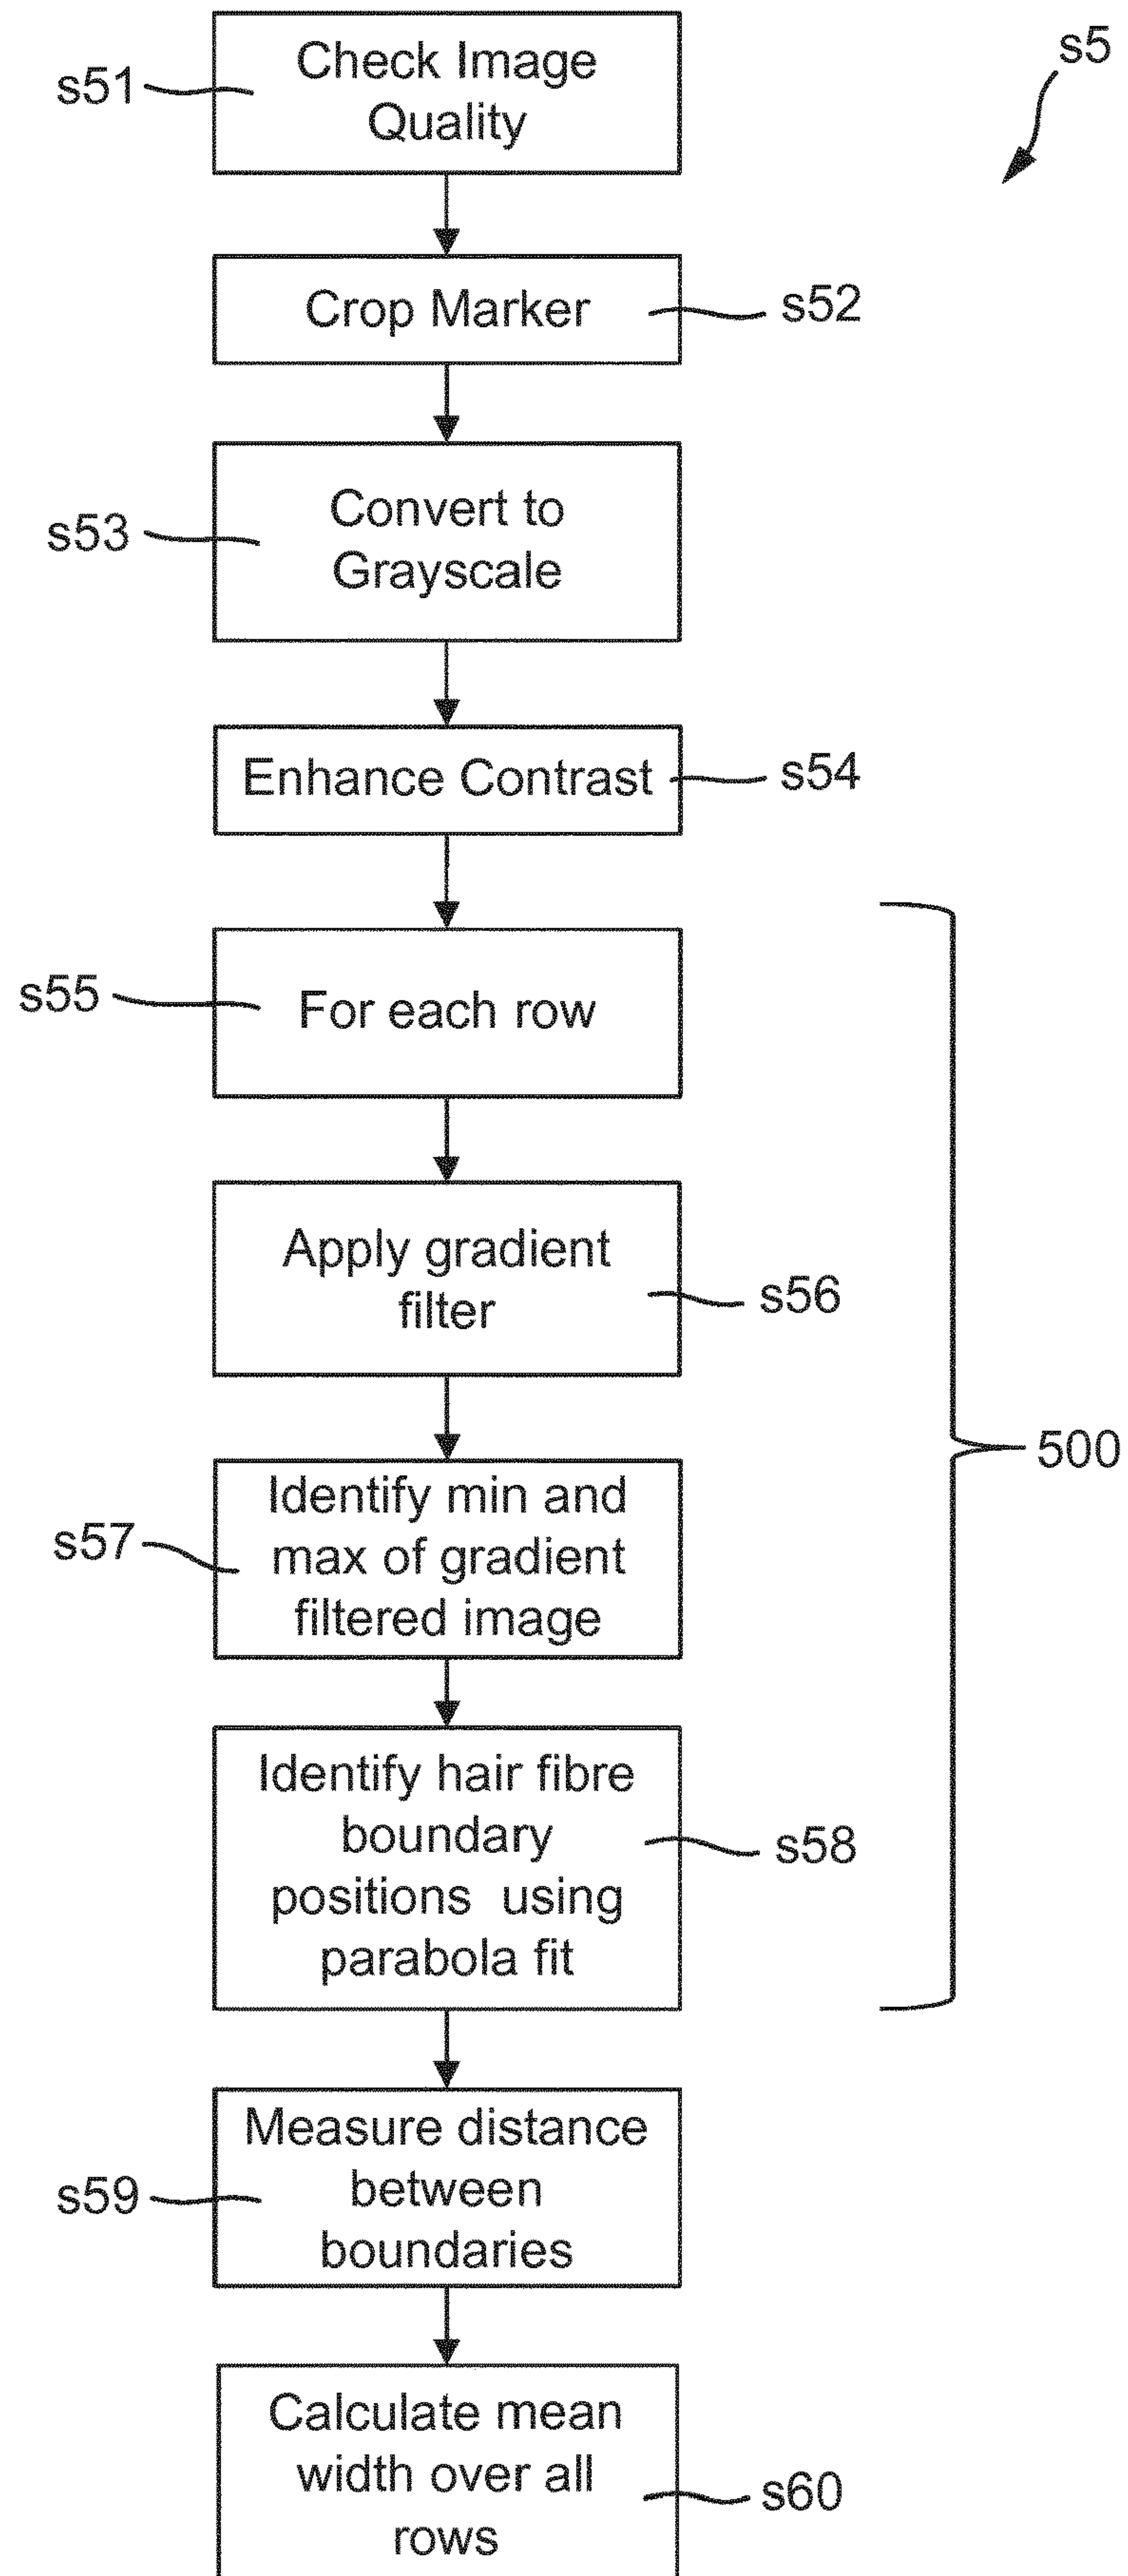 s5
s51
Check Image
Quality
Crop Marker
s52
s53
Convert to
Grayscale
Enhance Contrast
s54
s55
For each row
Apply gradient
filter
s56
500
s57
Identify min and
max of gradient
filtered image
Identify hair fibre
boundary
positions using
parabola fit
s58
s59
Measure distance
between
boundaries
Calculate mean
width over all
rows
s60